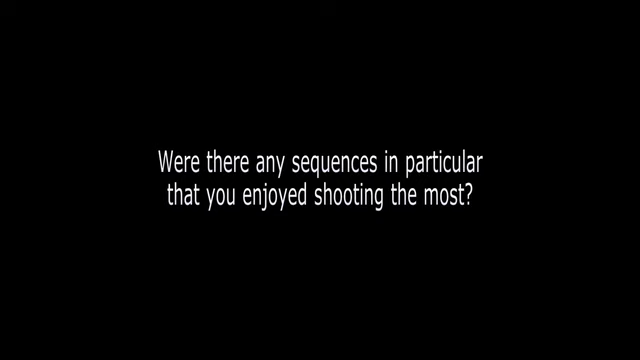 Were there any sequences in particular
that you enjoyed shooting the most?